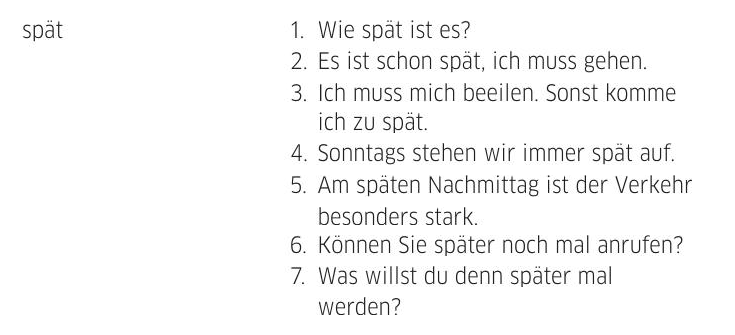 spät
1. Wie spät ist es?
2. Es ist schon spät, ich muss gehen.
3. Ich muss mich beeilen. Sonst komme
ich zu spät.
4. Sonntags stehen wir immer spät auf.
5. Am späten Nachmittag ist der Verkehr
besonders stark.
6. Können Sie später noch mal anrufen?
7. Was willst du denn später mal
werden?